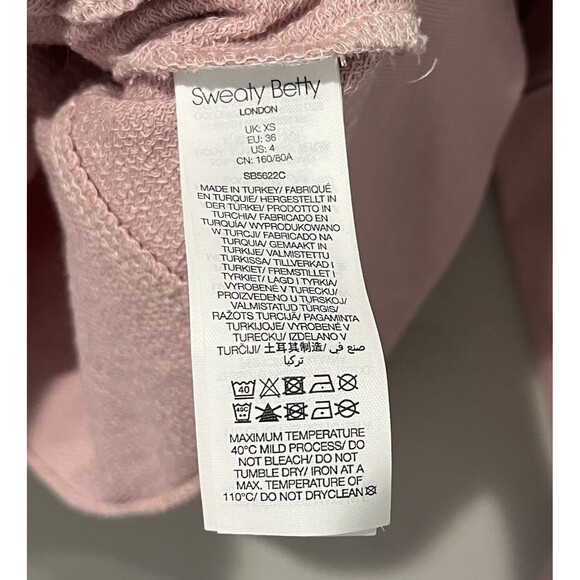 Sweaty Betty
LONDON
UK: XS
EU: 36
US: 4
CN: 160/80A
SB5622C
MADE IN TURKEY/ FABRIQUÉ
EN TURQUIE/ HERGESTELLT IN
DER TÜRKEI/ PRODOTTO IN
TURCHIA/ FABRICADO EN
TURQUÍA/ WYPRODUKOWANO
W TURCJI/ FABRICADO NA
TURQUIA/ GEMAAKT IN
TURKIJE/ VALMISTETTU
TURKISSA/ TILLVERKAD I
TURKIET/ FREMSTILLET I
TYRKIET/ LAGD I TYRKIA/
VYROBENÉ V TURECKU/
PROIZVEDENO U TURSKOJ/
VALMISTATUD TÜRGIS/
RAŽOTS TURCIJĀ/ PAGAMINTA
TURKIJOJE/ VYROBENO V
TURECKU/ IZDELANO V
TURČIJI/ 土耳其制造/ صنع في
تركيا
40
40C
MAXIMUM TEMPERATURE
40°C MILD PROCESS/ DO
NOT BLEACH/ DO NOT
TUMBLE DRY/ IRON AT A
MAX. TEMPERATURE OF
110°C/ DO NOT DRYCLEAN